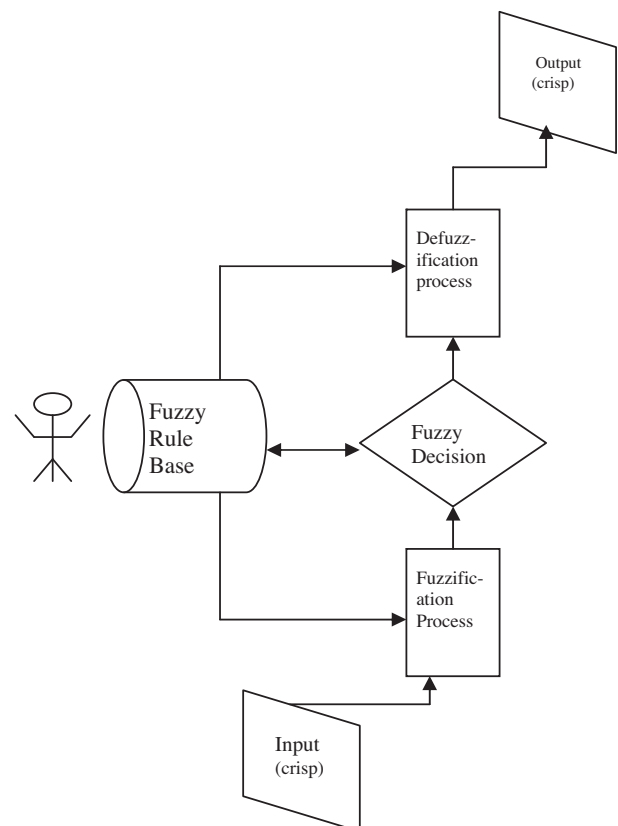 Output
(crisp)
Defuzz-
ification
process
Fuzzy
Rule
Base
Fuzzy
Decision
Fuzzific-
ation
Process
Input
(crisp)